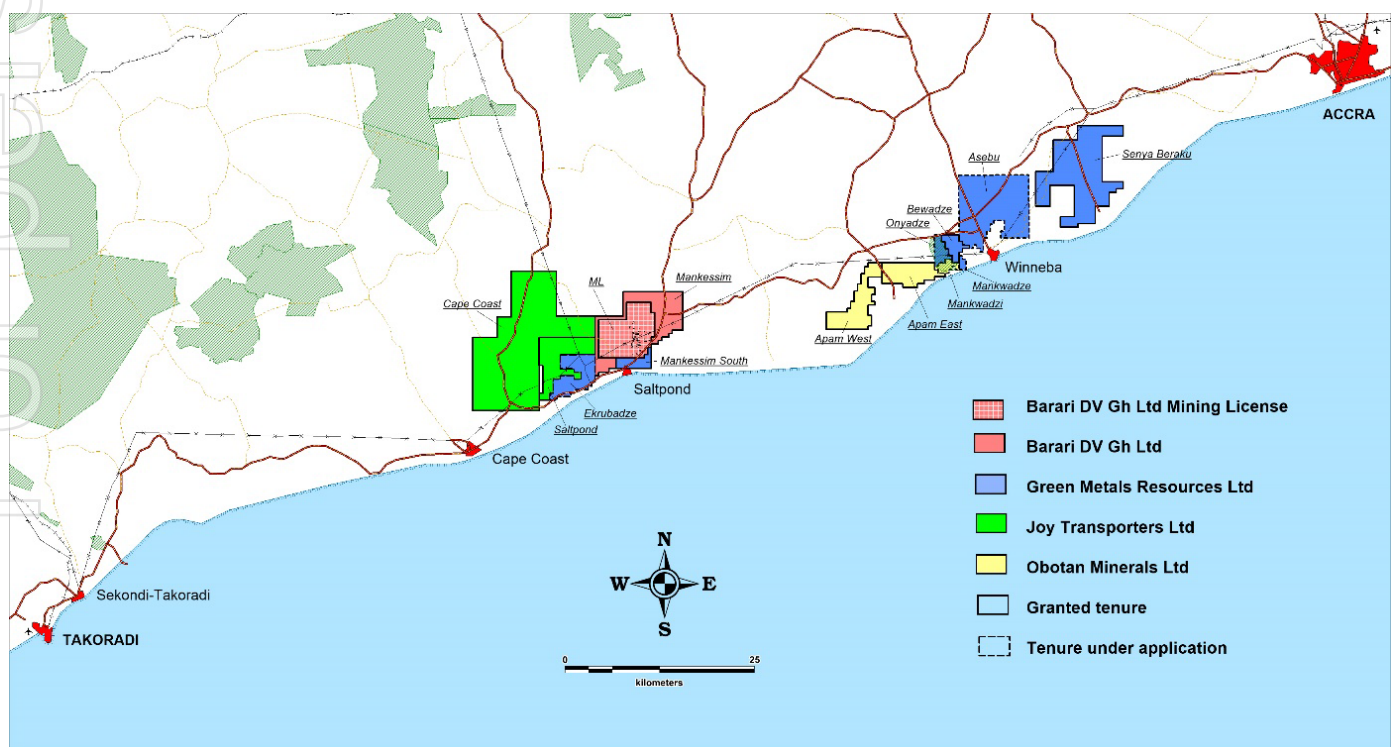 ACCRA
Senya Beraku
Asebu
Bewadze
Onyadze
Winneba
Mankwadze
Mankwadzi
Apam East
Apam West
Mankessim
ML
Cape Coast
Mankessim South
Saltpond
Ekrubadze
Saltpond
Cape Coast
Sekondi-Takoradi
TAKORADI
Barari DV Gh Ltd Mining License
Barari DV Gh Ltd
Green Metals Resources Ltd
Joy Transporters Ltd
Obotan Minerals Ltd
Granted tenure
Tenure under application
N
W E
S
0 25
kilometers